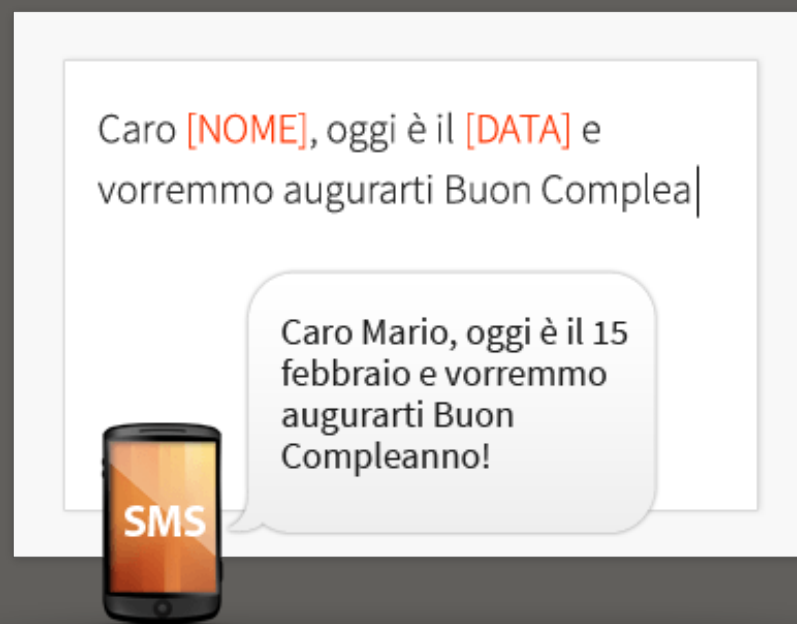 Caro [NOME], oggi è il [DATA] e
vorremmo augurarti Buon Complea
Caro Mario, oggi è il 15
febbraio e vorremmo
augurarti Buon
Compleanno!
SMS